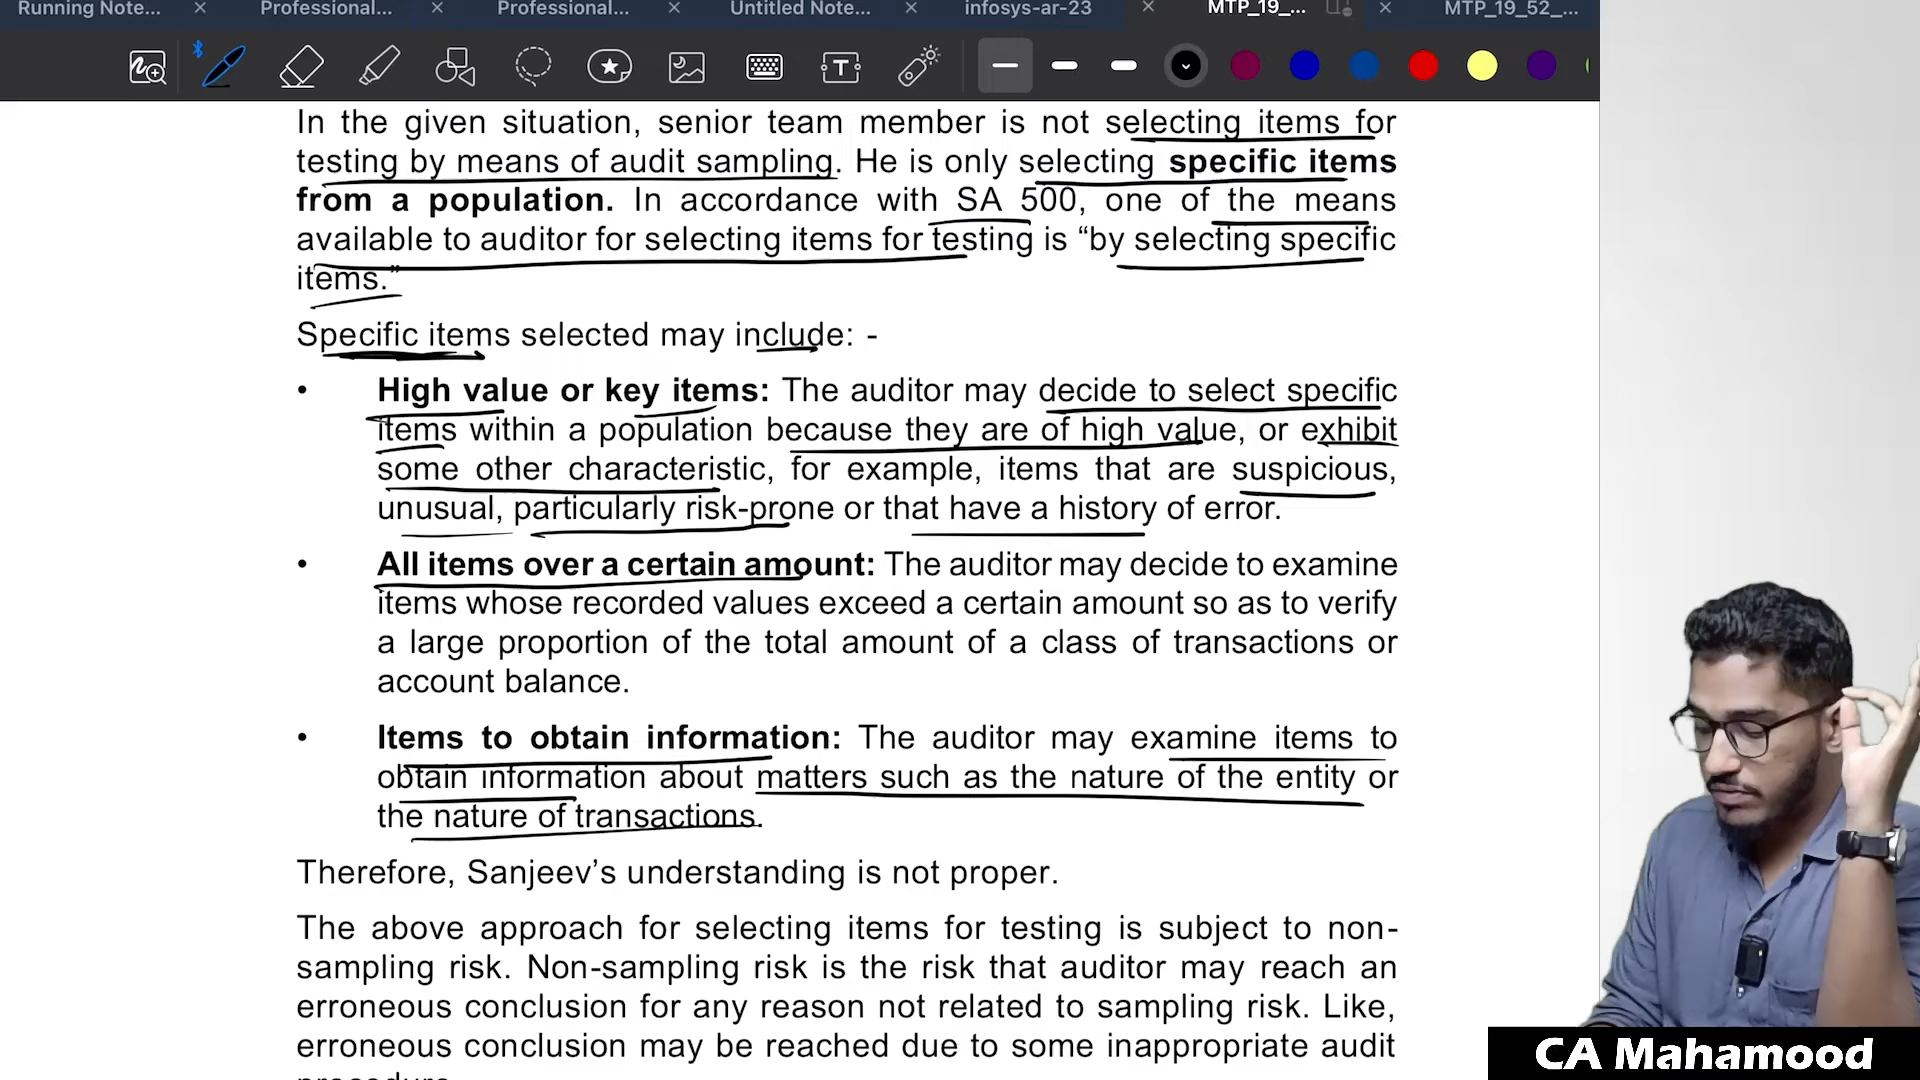 Running Note...
Professional...
Professional...
Untitled Note...
infosys-ar-23
MTP_19_...
MTP_19_52_...
In the given situation, senior team member is not selecting items for
testing by means of audit sampling. He is only selecting specific items
from a population. In accordance with SA 500, one of the means
available to auditor for selecting items for testing is “by selecting specific
items.”
Specific items selected may include: -
• High value or key items: The auditor may decide to select specific
items within a population because they are of high value, or exhibit
some other characteristic, for example, items that are suspicious,
unusual, particularly risk-prone or that have a history of error.
• All items over a certain amount: The auditor may decide to examine
items whose recorded values exceed a certain amount so as to verify
a large proportion of the total amount of a class of transactions or
account balance.
• Items to obtain information: The auditor may examine items to
obtain information about matters such as the nature of the entity or
the nature of transactions.
Therefore, Sanjeev’s understanding is not proper.
The above approach for selecting items for testing is subject to non-
sampling risk. Non-sampling risk is the risk that auditor may reach an
erroneous conclusion for any reason not related to sampling risk. Like,
erroneous conclusion may be reached due to some inappropriate audit
CA Mahamood